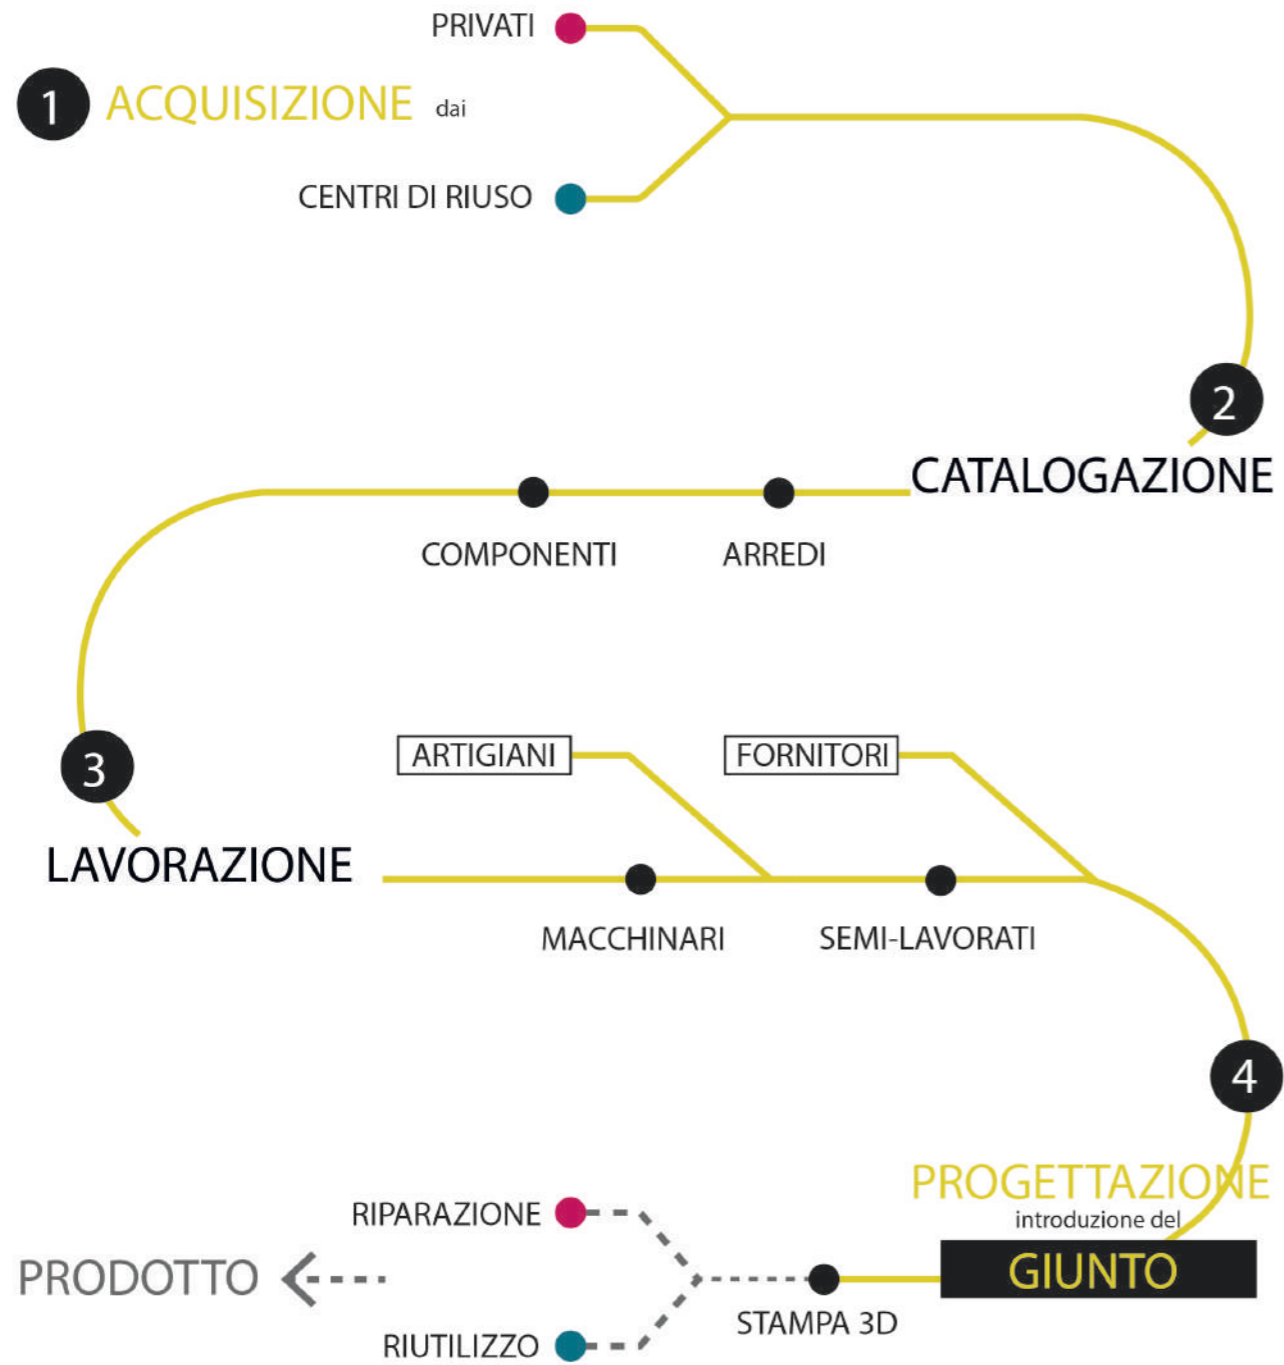 PRIVATI
1 ACQUISIZIONE dai
CENTRI DI RIUSO
2
CATALOGAZIONE
COMPONENTI ARREDI
3
ARTIGIANI FORNITORI
LAVORAZIONE
MACCHINARI SEMI-LAVORATI
4
PROGETTAZIONE
introduzione del
GIUNTO
STAMPA 3D
RIPARAZIONE
RIUTILIZZO
PRODOTTO